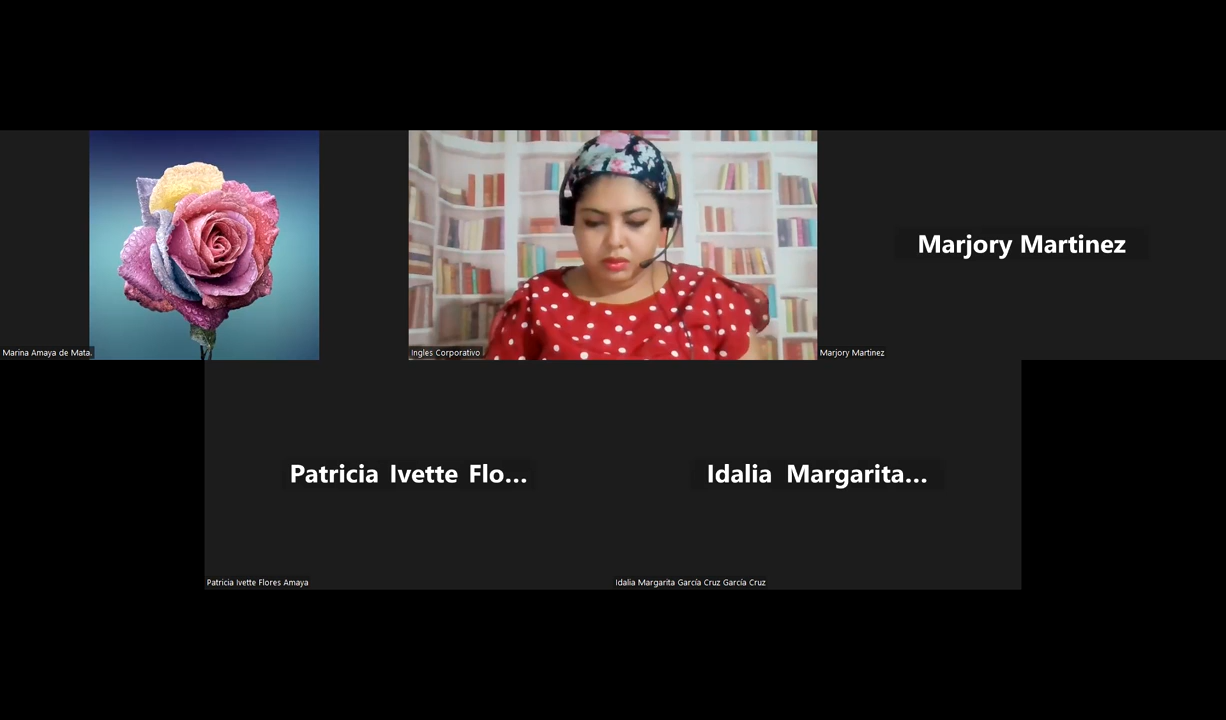 Marina Amaya de Mata.
Ingles Corporativo
Marjory Martinez
Marjory Martinez
Patricia Ivette Flo...
Idalia Margarita...
Patricia Ivette Flores Amaya
Idalia Margarita García Cruz García Cruz